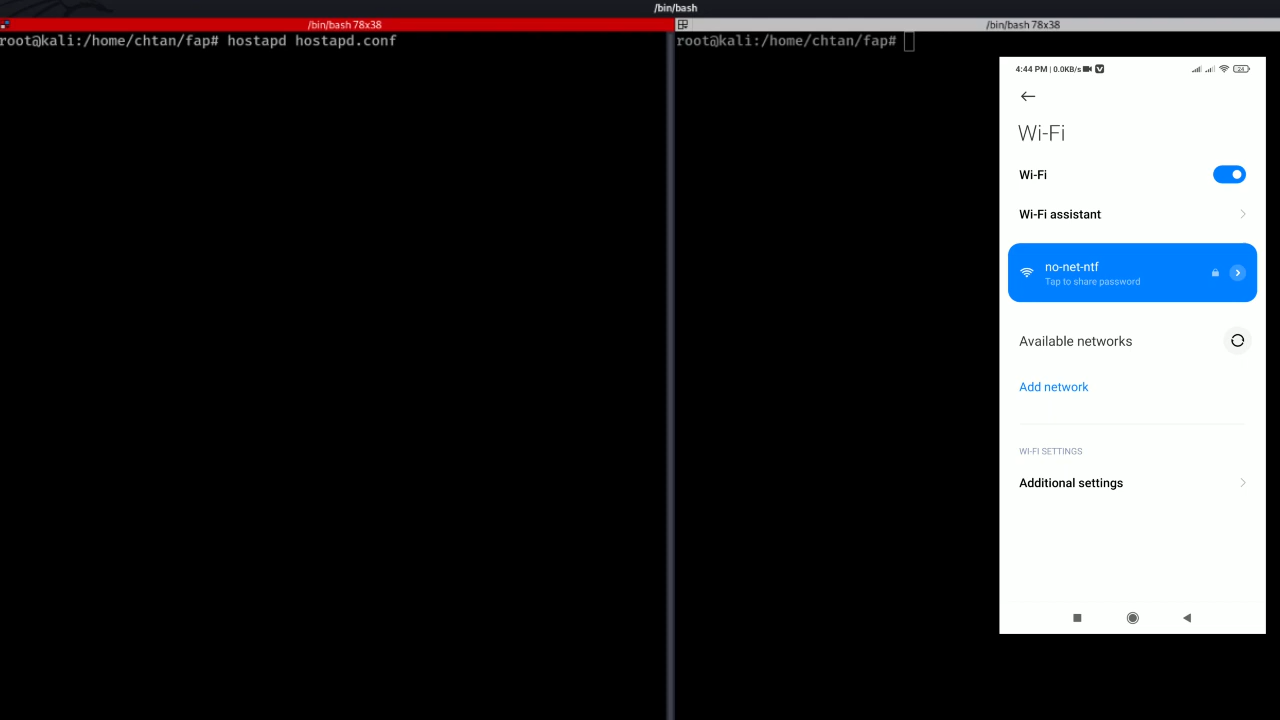 /bin/bash
/bin/bash 78x38
/bin/bash 78x38
root@kali:/home/chtan/fap# hostapd hostapd.conf
root@kali:/home/chtan/fap#
4:44 PM | 0.0KB/s
24
Wi-Fi
Wi-Fi
Wi-Fi assistant
no-net-ntf
Tap to share password
Available networks
Add network
WI-FI SETTINGS
Additional settings